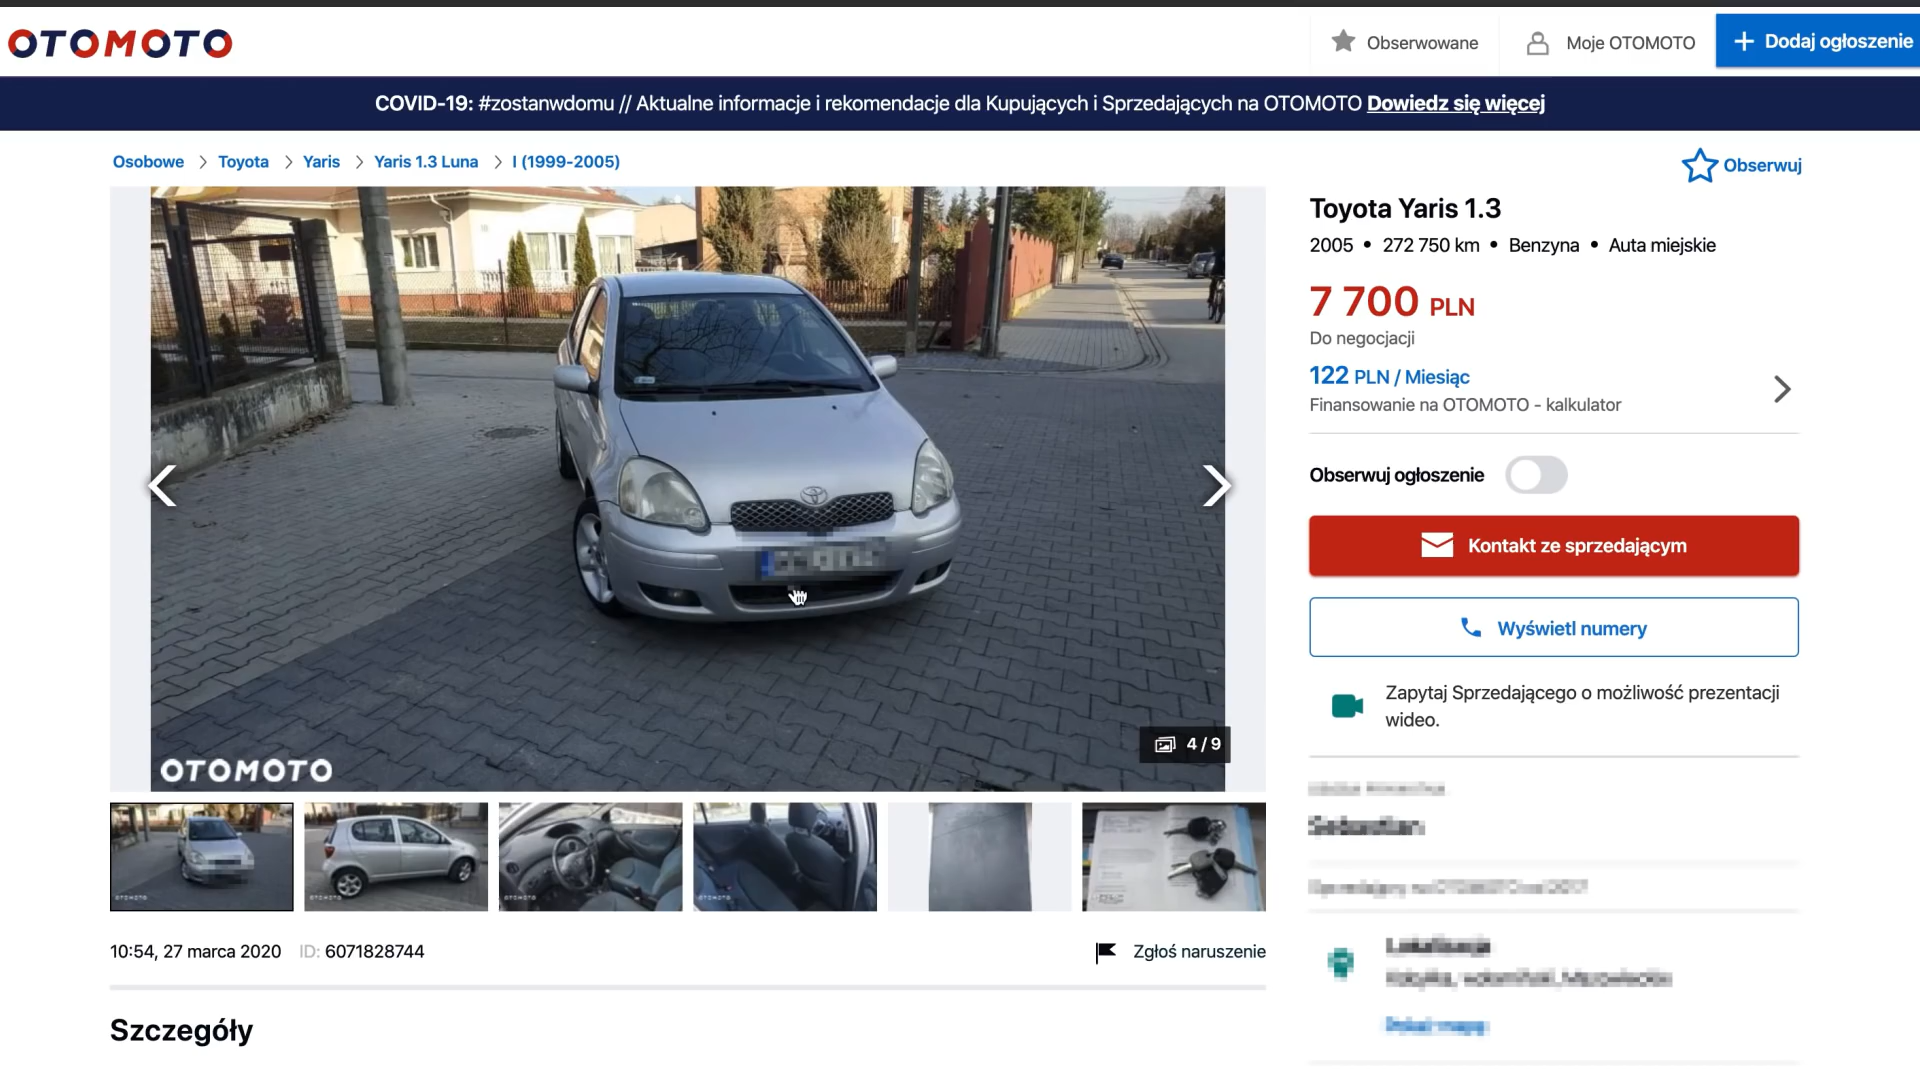 OTOMOTO
Obserwowane
Moje OTOMOTO
+ Dodaj ogłoszenie
COVID-19: #zostanwdomu // Aktualne informacje i rekomendacje dla Kupujących i Sprzedających na OTOMOTO Dowiedz się więcej
Osobowe > Toyota > Yaris > Yaris 1.3 Luna > I (1999-2005)
Obserwuj
Toyota Yaris 1.3
2005 • 272 750 km • Benzyna • Auta miejskie
7 700 PLN
Do negocjacji
122 PLN / Miesiąc
Finansowanie na OTOMOTO - kalkulator
Obserwuj ogłoszenie
Kontakt ze sprzedającym
Wyświetl numery
Zapytaj Sprzedającego o możliwość prezentacji
wideo.
4 / 9
OTOMOTO
10:54, 27 marca 2020 ID: 6071828744
Zgłoś naruszenie
Szczegóły